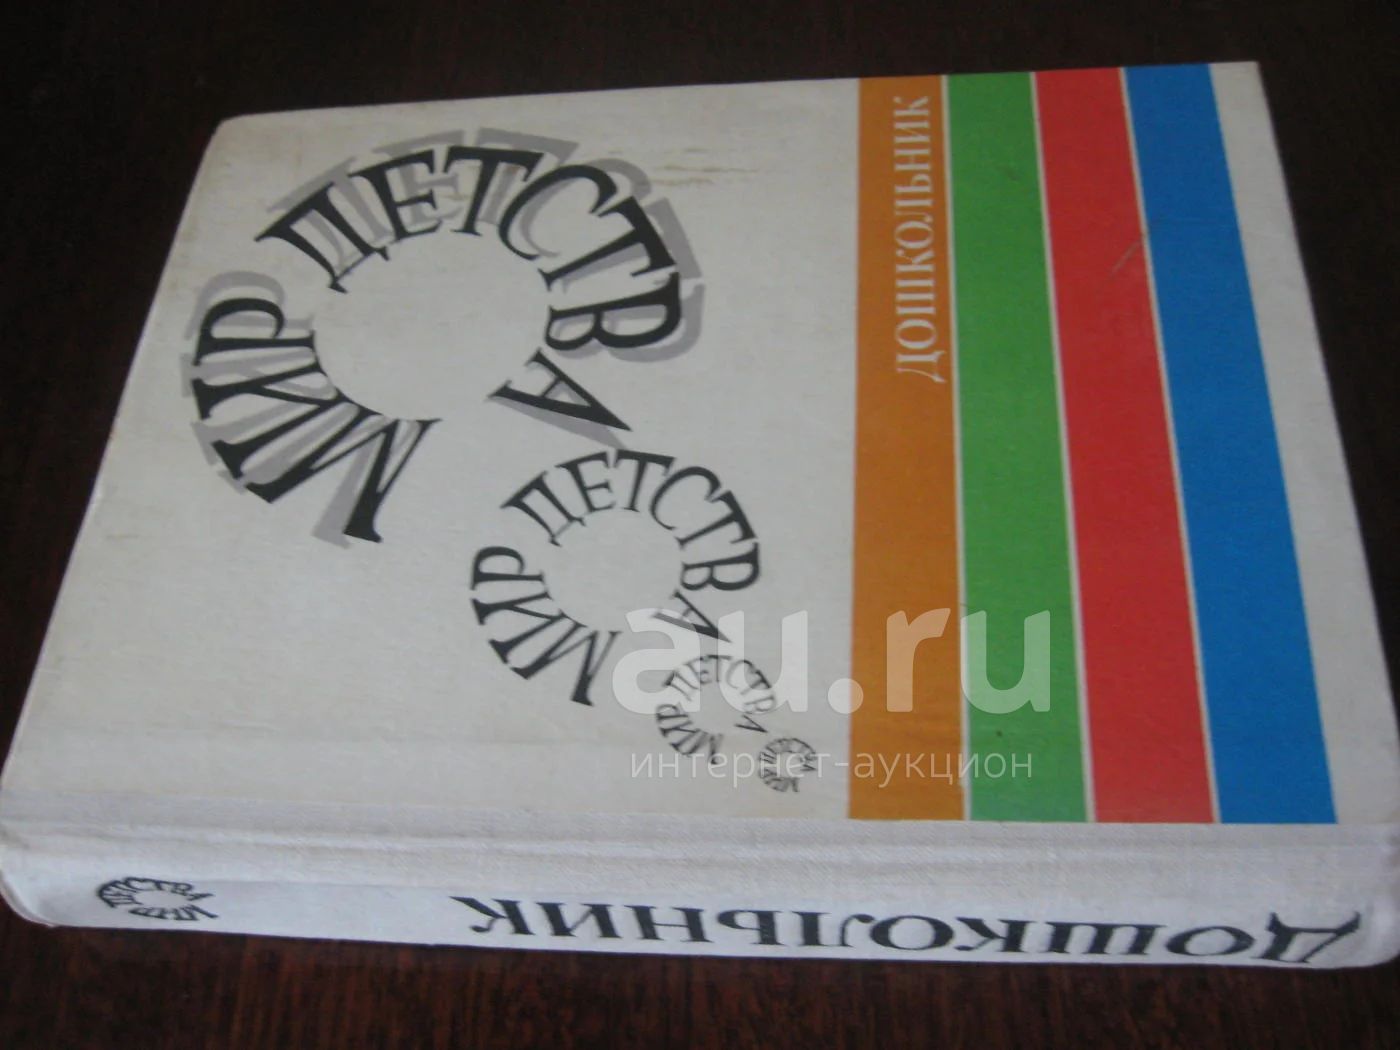 МИР ДЕТСТВА
МИР ДЕТСТВА
МИР ДЕТСТВА
ДОШКОЛЬНИК
au.ru
интернет-аукцион
МИР ДЕТСТВА
ДОШКОЛЬНИК